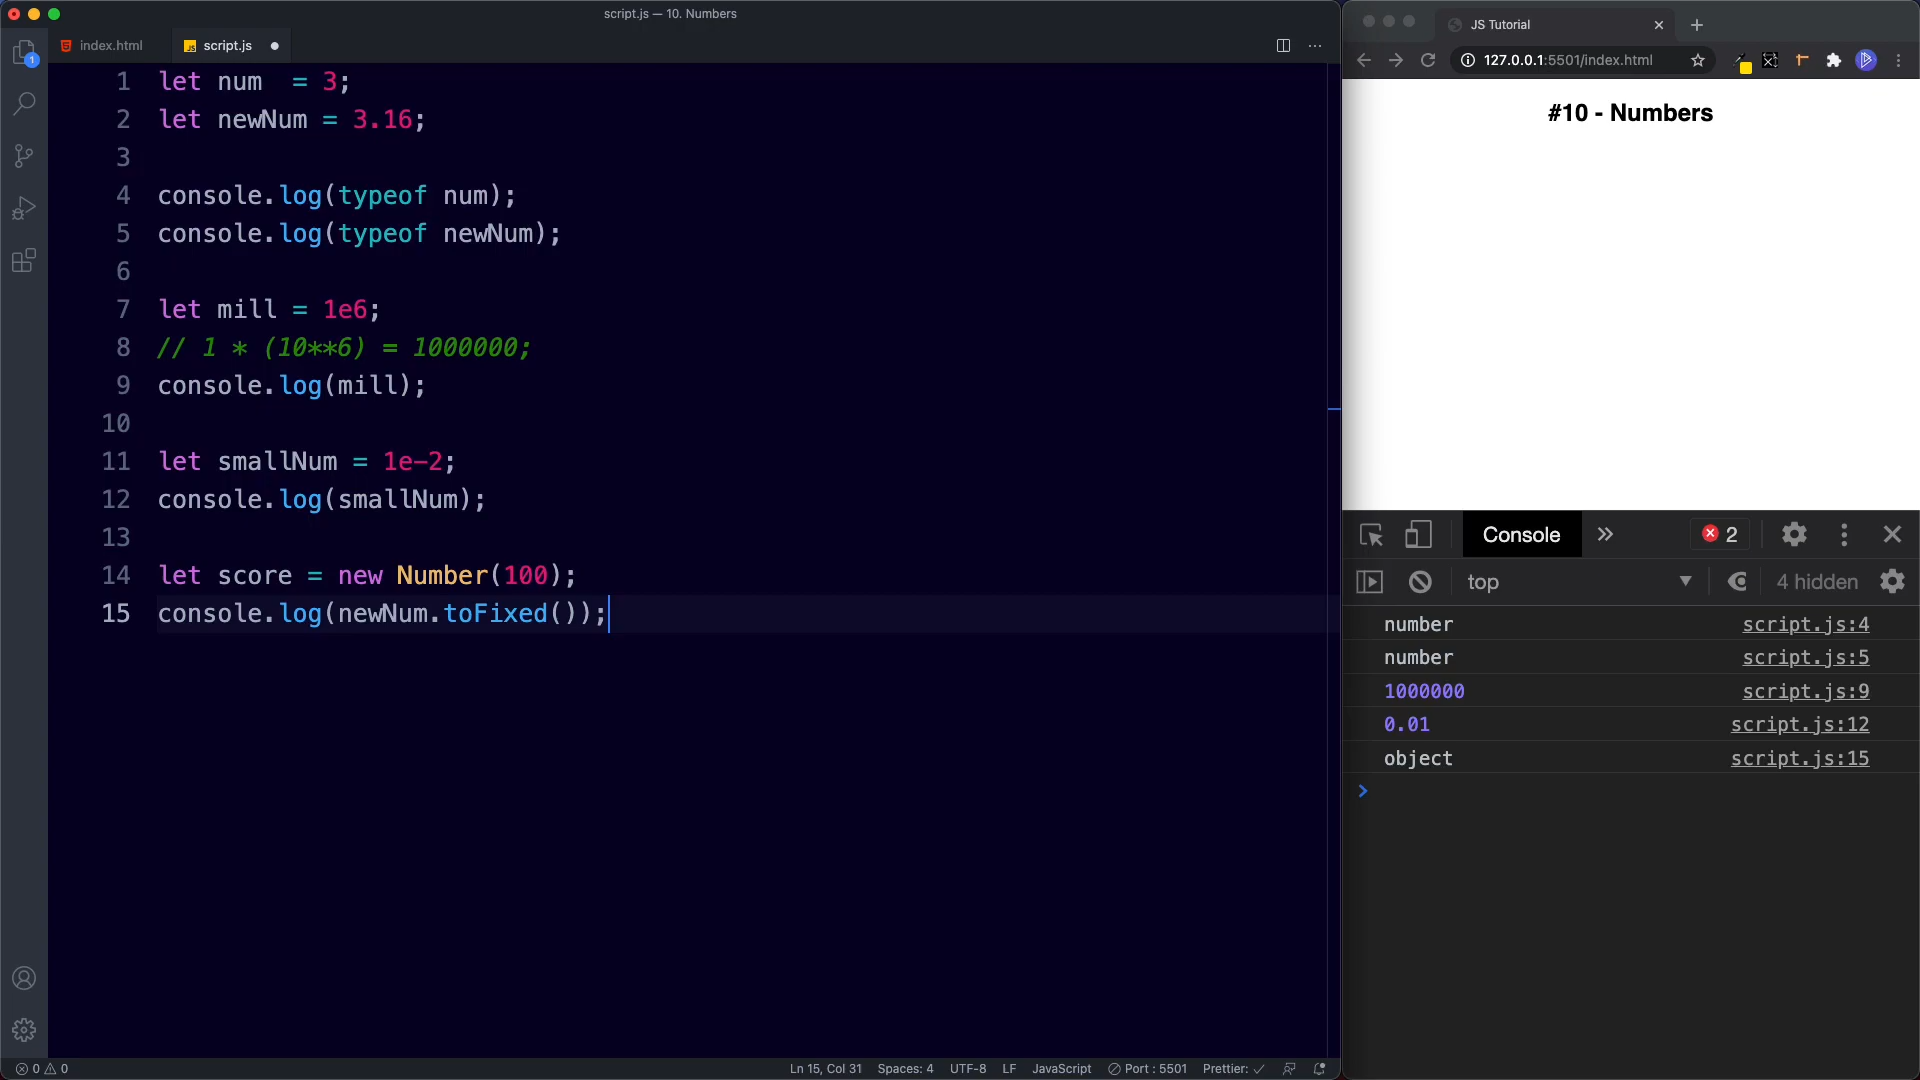 script.js — 10. Numbers
index.html
script.js
1 let num  = 3;
2 let newNum = 3.16;
3
4 console.log(typeof num);
5 console.log(typeof newNum);
6
7 let mill = 1e6;
8 // 1 * (10**6) = 1000000;
9 console.log(mill);
10
11 let smallNum = 1e-2;
12 console.log(smallNum);
13
14 let score = new Number(100);
15 console.log(newNum.toFixed());
1
0 0
Ln 15, Col 31 Spaces: 4 UTF-8 LF JavaScript Port : 5501 Prettier: ✓
JS Tutorial
127.0.0.1:5501/index.html
#10 - Numbers
Console » 2
top 4 hidden
number script.js:4
number script.js:5
1000000 script.js:9
0.01 script.js:12
object script.js:15